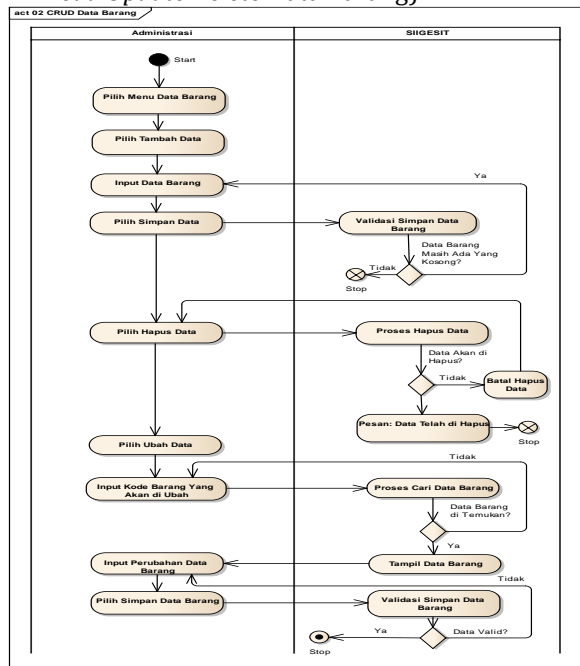 act 02 CRUD Data Barang
Administrasi
SIIGESIT
Start
Pilih Menu Data Barang
Pilih Tambah Data
Input Data Barang
Ya
Pilih Simpan Data
Validasi Simpan Data
Barang
Data Barang
Masih Ada Yang
Kosong?
Tidak
Stop
Pilih Hapus Data
Proses Hapus Data
Data Akan di
Hapus?
Tidak
Batal Hapus
Data
Pesan: Data Telah di Hapus
Stop
Pilih Ubah Data
Tidak
Input Kode Barang Yang
Akan di Ubah
Proses Cari Data Barang
Data Barang
di Temukan?
Ya
Input Perubahan Data
Barang
Tampil Data Barang
Tidak
Pilih Simpan Data Barang
Validasi Simpan Data
Barang
Ya
Data Valid?
Stop